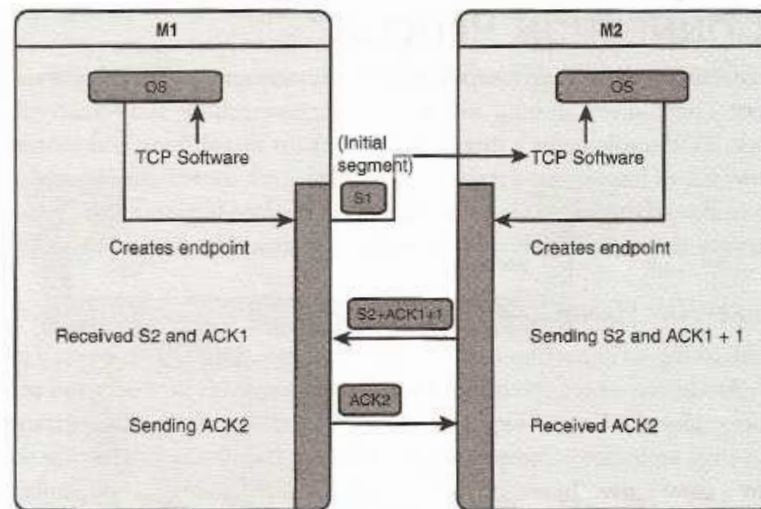 M1
M2
OS
OS
TCP Software
(Initial
segment)
TCP Software
S1
Creates endpoint
Creates endpoint
Received S2 and ACK1
S2+ACK1+1
Sending S2 and ACK1 + 1
Sending ACK2
ACK2
Received ACK2